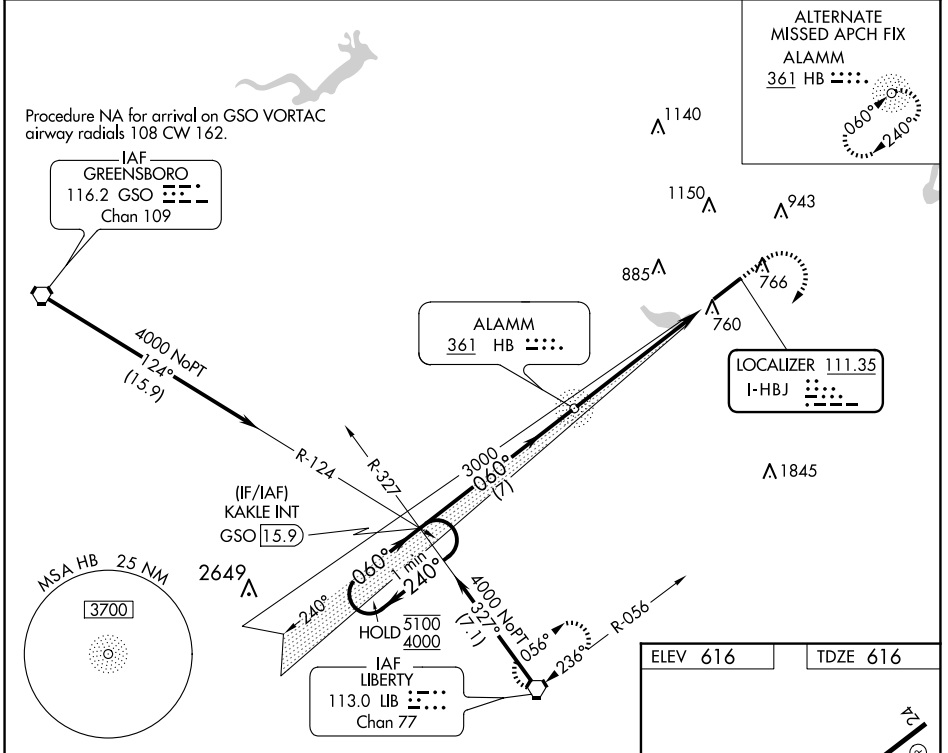 ALTERNATE
MISSED APCH FIX
ALAMM
361 HB
060°
240°
Procedure NA for arrival on GSO VORTAC
airway radials 108 CW 162.
IAF
GREENSBORO
116.2 GSO
Chan 109
1140
1150
943
885
766
760
ALAMM
361 HB
LOCALIZER 111.35
I-HBJ
4000 NoPT
124°
(15.9)
R-124
R-327
3000
060°
(7)
1845
(IF/IAF)
KAKLE INT
GSO 15.9
MSA HB 25 NM
3700
2649
060°
1 min
240°
240°
HOLD 5100
4000
4000 NoPT
327°
(7.1)
056°
236°
R-056
IAF
LIBERTY
113.0 LIB
Chan 77
ELEV 616
TDZE 616
24